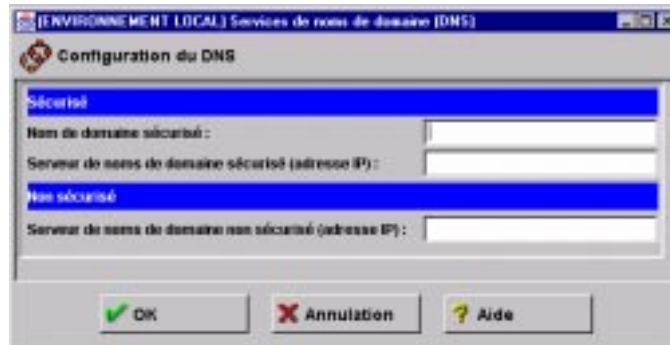 (ENVIRONNEMENT LOCAL) Services de noms de domaine (DNS)
Configuration du DNS
Sécurisé
Nom de domaine sécurisé :
Serveur de noms de domaine sécurisé (adresse IP) :
Non sécurisé
Serveur de noms de domaine non sécurisé (adresse IP) :
OK
Annulation
Aide